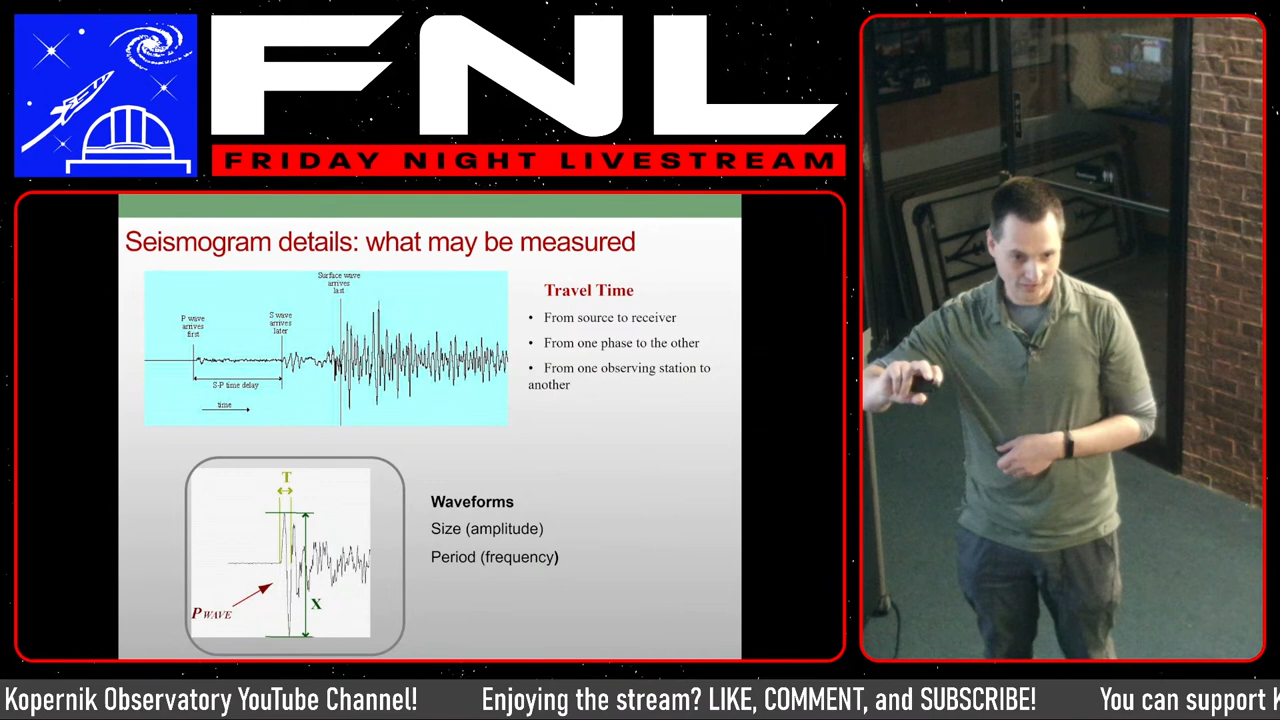 FNL
FRIDAY NIGHT LIVESTREAM
Seismogram details: what may be measured
Surface wave
arrives
last
P wave
arrives
first
S wave
arrives
later
S-P time delay
time
Travel Time
• From source to receiver
• From one phase to the other
• From one observing station to
another
T
X
P WAVE
Waveforms
Size (amplitude)
Period (frequency)
Kopernik Observatory YouTube Channel! Enjoying the stream? LIKE, COMMENT, and SUBSCRIBE! You can support K